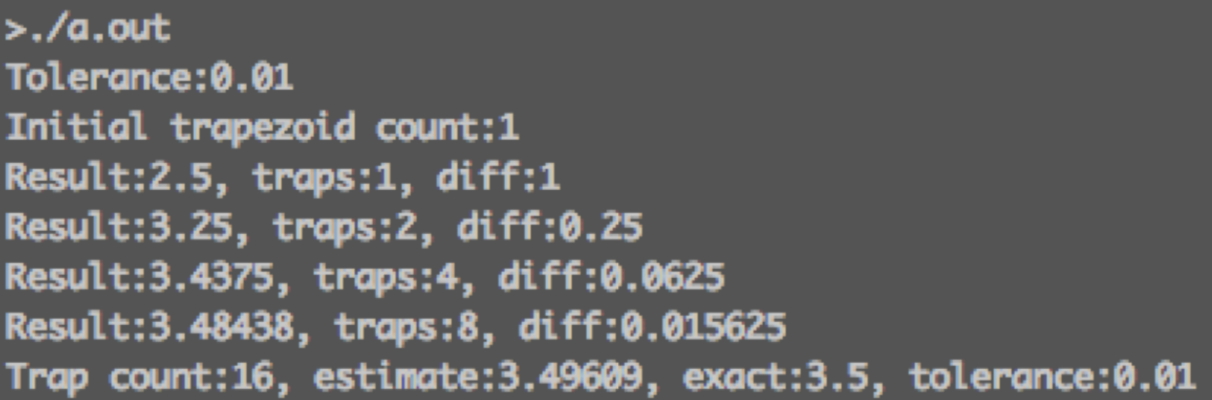 >./a.out
Tolerance:0.01
Initial trapezoid count:1
Result:2.5, traps:1, diff:1
Result:3.25, traps:2, diff:0.25
Result:3.4375, traps:4, diff:0.0625
Result:3.48438, traps:8, diff:0.015625
Trap count:16, estimate:3.49609, exact:3.5, tolerance:0.01